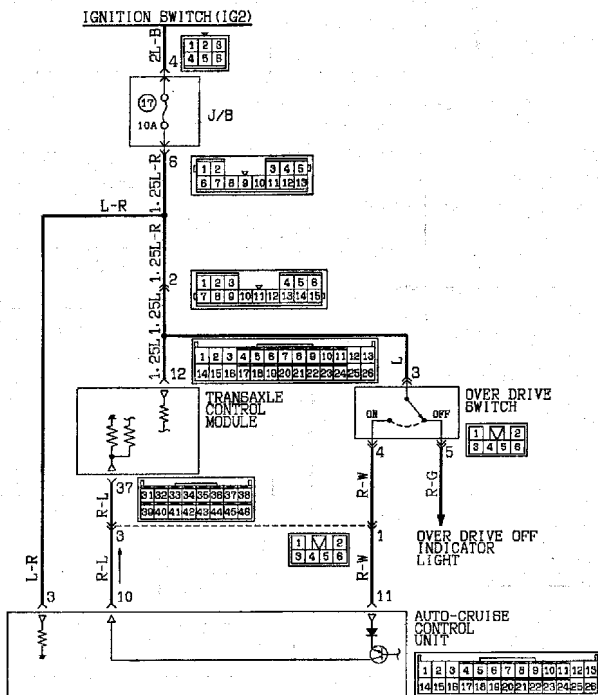 IGNITION SWITCH(IG2)
2L-B
4
1 2 3
4 5 6
17
10A
J/B
6
1 2 3 4 5
6 7 8 9 10 11 12 13
1.25L-R
L-R
1.25L-R
2
1 2 3 4 5 6
7 8 9 10 11 12 13 14 15
1.25L
1.25L
1 2 3 4 5 6 7 8 9 10 11 12 13
14 15 16 17 18 19 20 21 22 23 24 25 26
12
L
3
TRANSAXLE
CONTROL
MODULE
ON
OFF
OVER DRIVE
SWITCH
1 2
3 4 5 6
4
5
37
31 32 33 34 35 36 37 38
39 40 41 42 43 44 45 46
R-L
R-W
R-G
3
1 2
3 4 5 6
1
OVER DRIVE OFF
INDICATOR
LIGHT
L-R
R-L
R-W
3
10
11
AUTO-CRUISE
CONTROL
UNIT
1 2 3 4 5 6 7 8 9 10 11 12 13
14 15 16 17 18 19 20 21 22 23 24 25 26